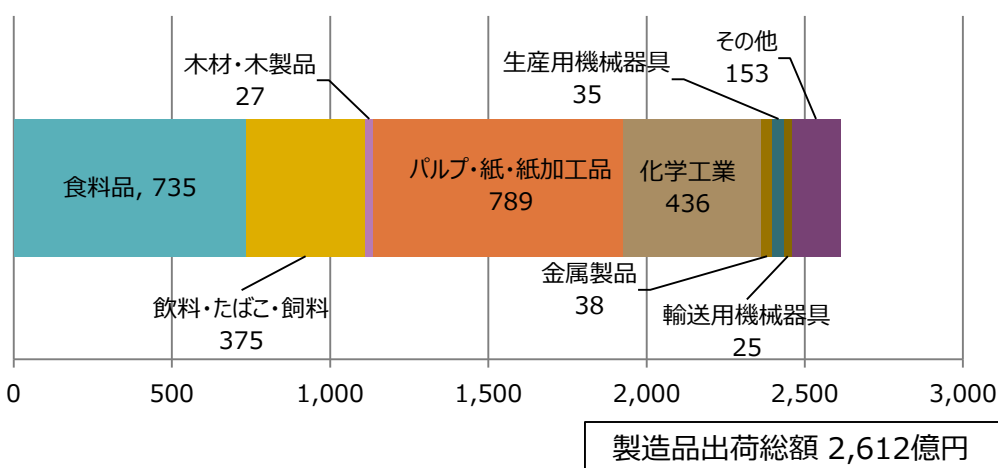 木材・木製品
27
生産用機械器具
35
その他
153
食料品, 735
パルプ・紙・紙加工品
789
化学工業
436
飲料・たばこ・飼料
375
金属製品
38
輸送用機械器具
25
0 500 1,000 1,500 2,000 2,500 3,000
製造品出荷総額 2,612億円